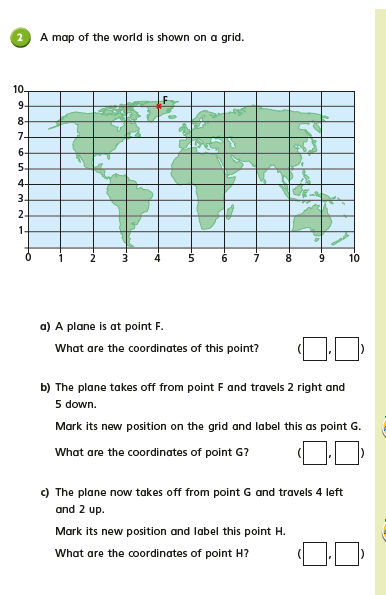 2 A map of the world is shown on a grid.
10
9
8
7
6
5
4
3
2
1
F
0 1 2 3 4 5 6 7 8 9 10
a) A plane is at point F.
What are the coordinates of this point? ( , )
b) The plane takes off from point F and travels 2 right and
5 down.
Mark its new position on the grid and label this as point G.
What are the coordinates of point G? ( , )
c) The plane now takes off from point G and travels 4 left
and 2 up.
Mark its new position and label this point H.
What are the coordinates of point H? ( , )